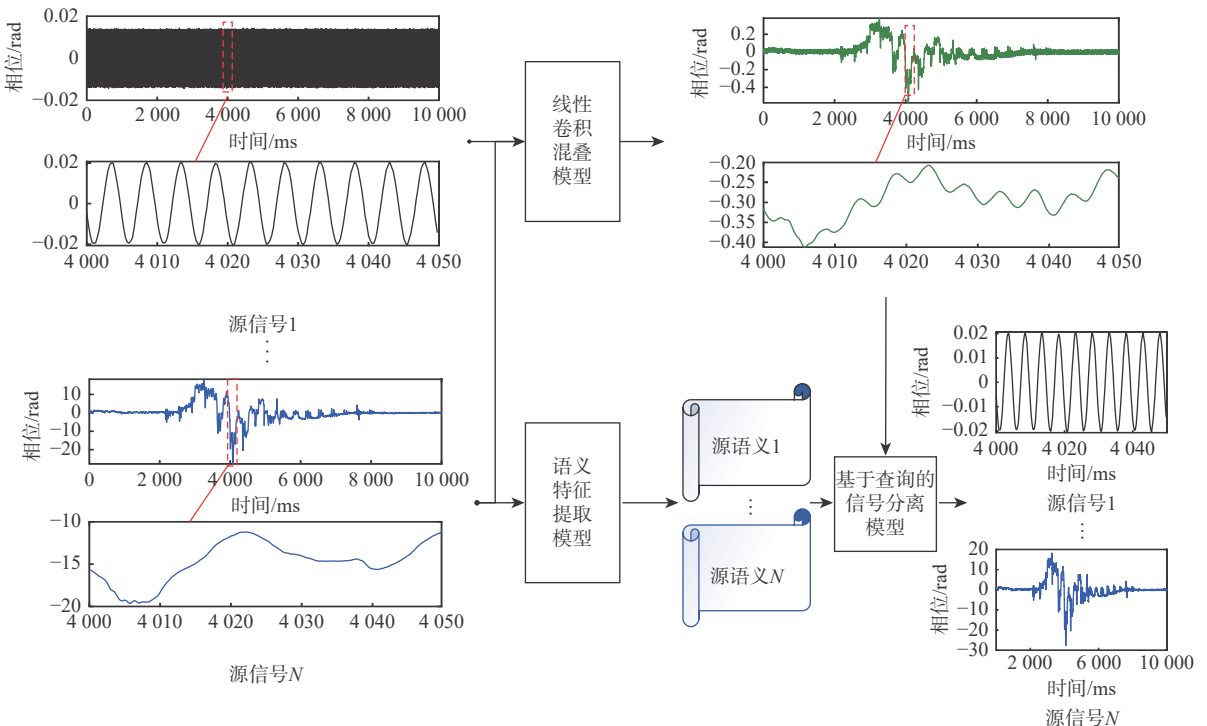 0.02
0
−0.02
相位/rad
0
2 000
4 000
6 000
8 000
10 000
时间/ms
0.02
0
−0.02
4 000
4 010
4 020
4 030
4 040
4 050
源信号1
⋮
10
0
−10
−20
相位/rad
0
2 000
4 000
6 000
8 000
10 000
时间/ms
−10
−15
−20
4 000
4 010
4 020
4 030
4 040
4 050
源信号N
线性
卷积
混叠
模型
语义
特征
提取
模型
0.2
0
−0.2
−0.4
相位/rad
0
2 000
4 000
6 000
8 000
10 000
时间/ms
−0.20
−0.25
−0.30
−0.35
−0.40
4 000
4 010
4 020
4 030
4 040
4 050
源语义1
⋮
源语义N
基于查询的
信号分离
模型
0.02
0.01
0
−0.01
−0.02
相位/rad
4 000
4 020
4 040
时间/ms
源信号1
⋮
20
10
0
−10
−20
−30
相位/rad
2 000
6 000
10 000
时间/ms
源信号N